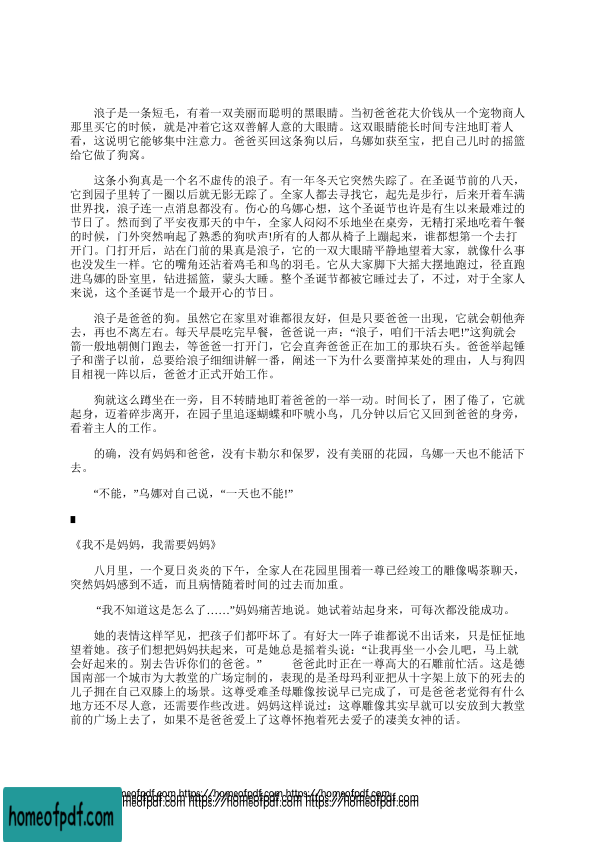 浪子是一条短毛，有着一双美丽而聪明的黑眼睛。当初爸爸花大价钱从一个宠物商人
那里买它的时候，就是冲着它这双善解人意的大眼睛。这双眼睛能长时间专注地盯着人
看，这说明它能够集中注意力。爸爸买回这条狗以后，乌娜如获至宝，把自己儿时的摇篮
给它做了狗窝。
这条小狗真是一个名不虚传的浪子。有一年冬天它突然失踪了。在圣诞节前的八天，
它到园子里转了一圈以后就无影无踪了。全家人都去寻找它，起先是步行，后来开着车满
世界找，浪子连一点消息都没有。伤心的乌娜心想，这个圣诞节也许是有生以来最难过的
节日了。然而到了平安夜那天的中午，全家人闷闷不乐地坐在桌旁，无精打采地吃着午餐
的时候，门外突然响起了熟悉的狗吠声!所有的人都从椅子上蹦起来，谁都想第一个去打
开门。门打开后，站在门前的果真是浪子，它的一双大眼睛平静地望着大家，就像什么事
也没发生一样。它的嘴角还沾着鸡毛和鸟的羽毛。它从大家脚下大摇大摆地跑过，径直跑
进乌娜的卧室里，钻进摇篮，蒙头大睡。整个圣诞节都被它睡过去了，不过，对于全家人
来说，这个圣诞节是一个最开心的节日。
浪子是爸爸的狗。虽然它在家里对谁都很友好，但是只要爸爸一出现，它就会朝他奔
去，再也不离左右。每天早晨吃完早餐，爸爸说一声：“浪子，咱们干活去吧!”这狗就会
箭一般地朝侧门跑去，等爸爸一打开门，它会直奔爸爸正在加工的那块石头。爸爸举起锤
子和凿子以前，总要给浪子细细讲解一番，阐述一下为什么要凿掉某处的理由，人与狗四
目相视一阵以后，爸爸才正式开始工作。
狗就这么蹲坐在一旁，目不转睛地盯着爸爸的一举一动。时间长了，困了倦了，它就
起身，迈着碎步离开，在园子里追逐蝴蝶和吓唬小鸟，几分钟以后它又回到爸爸的身旁，
看着主人的工作。
的确，没有妈妈和爸爸，没有卡勒尔和保罗，没有美丽的花园，乌娜一天也不能活下
去。
“不能，”乌娜对自己说，“一天也不能!”
《我不是妈妈，我需要妈妈》
八月里，一个夏日炎炎的下午，全家人在花园里围着一尊已经竣工的雕像喝茶聊天，
突然妈妈感到不适，而且病情随着时间的过去而加重。
“我不知道这是怎么了……”妈妈痛苦地说。她试着站起身来，可每次都没能成功。
她的表情这样罕见，把孩子们都吓坏了。有好大一阵子谁都说不出话来，只是怔怔地
望着她。孩子们想把妈妈扶起来，可是她总是摇着头说：“让我再坐一小会儿吧，马上就
会好起来的。别去告诉你们的爸爸。” 爸爸此时正在一尊高大的石雕前忙活。这是德
国南部一个城市为大教堂的广场定制的，表现的是圣母玛利亚把从十字架上放下的死去的
儿子拥在自己双膝上的场景。这尊受难圣母雕像按说早已完成了，可是爸爸老觉得有什么
地方还不尽人意，还需要作些改进。妈妈这样说过：这尊雕像其实早就可以安放到大教堂
前的广场上去了，如果不是爸爸爱上了这尊怀抱着死去爱子的凄美女神的话。
homeofpdf.com https://homeofpdf.com https://homeofpdf.com
homeofpdf.com https://homeofpdf.com https://homeofpdf.com
homeofpdf.com